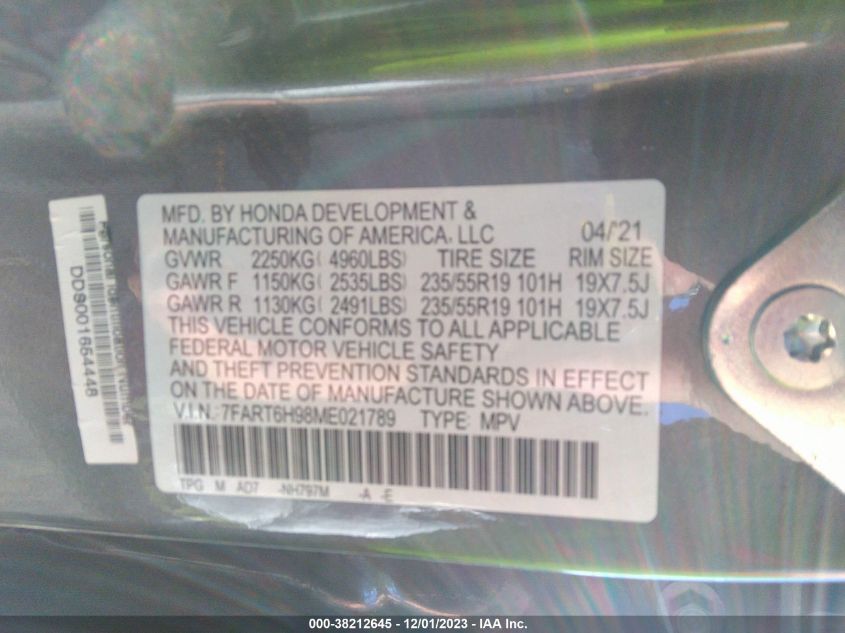 MFD. BY HONDA DEVELOPMENT &
MANUFACTURING OF AMERICA, LLC 04/'21
GVWR 2250KG( 4960LBS) TIRE SIZE RIM SIZE
GAWR F 1150KG( 2535LBS) 235/55R19 101H 19X7.5J
GAWR R 1130KG( 2491LBS) 235/55R19 101H 19X7.5J
THIS VEHICLE CONFORMS TO ALL APPLICABLE
FEDERAL MOTOR VEHICLE SAFETY
AND THEFT PREVENTION STANDARDS IN EFFECT
ON THE DATE OF MANUFACTURE SHOWN ABOVE.
V.I.N.: 7FART6H98ME021789 TYPE: MPV
TPG M AD7 -NH797M -A -E
DDS001654448
000-38212645 - 12/01/2023 - IAA Inc.